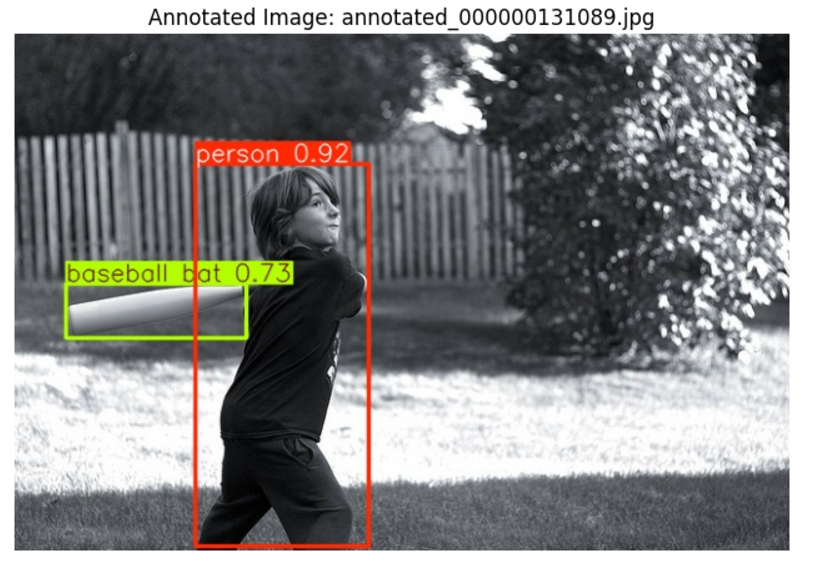 Annotated Image: annotated_000000131089.jpg
person 0.92
baseball bat 0.73